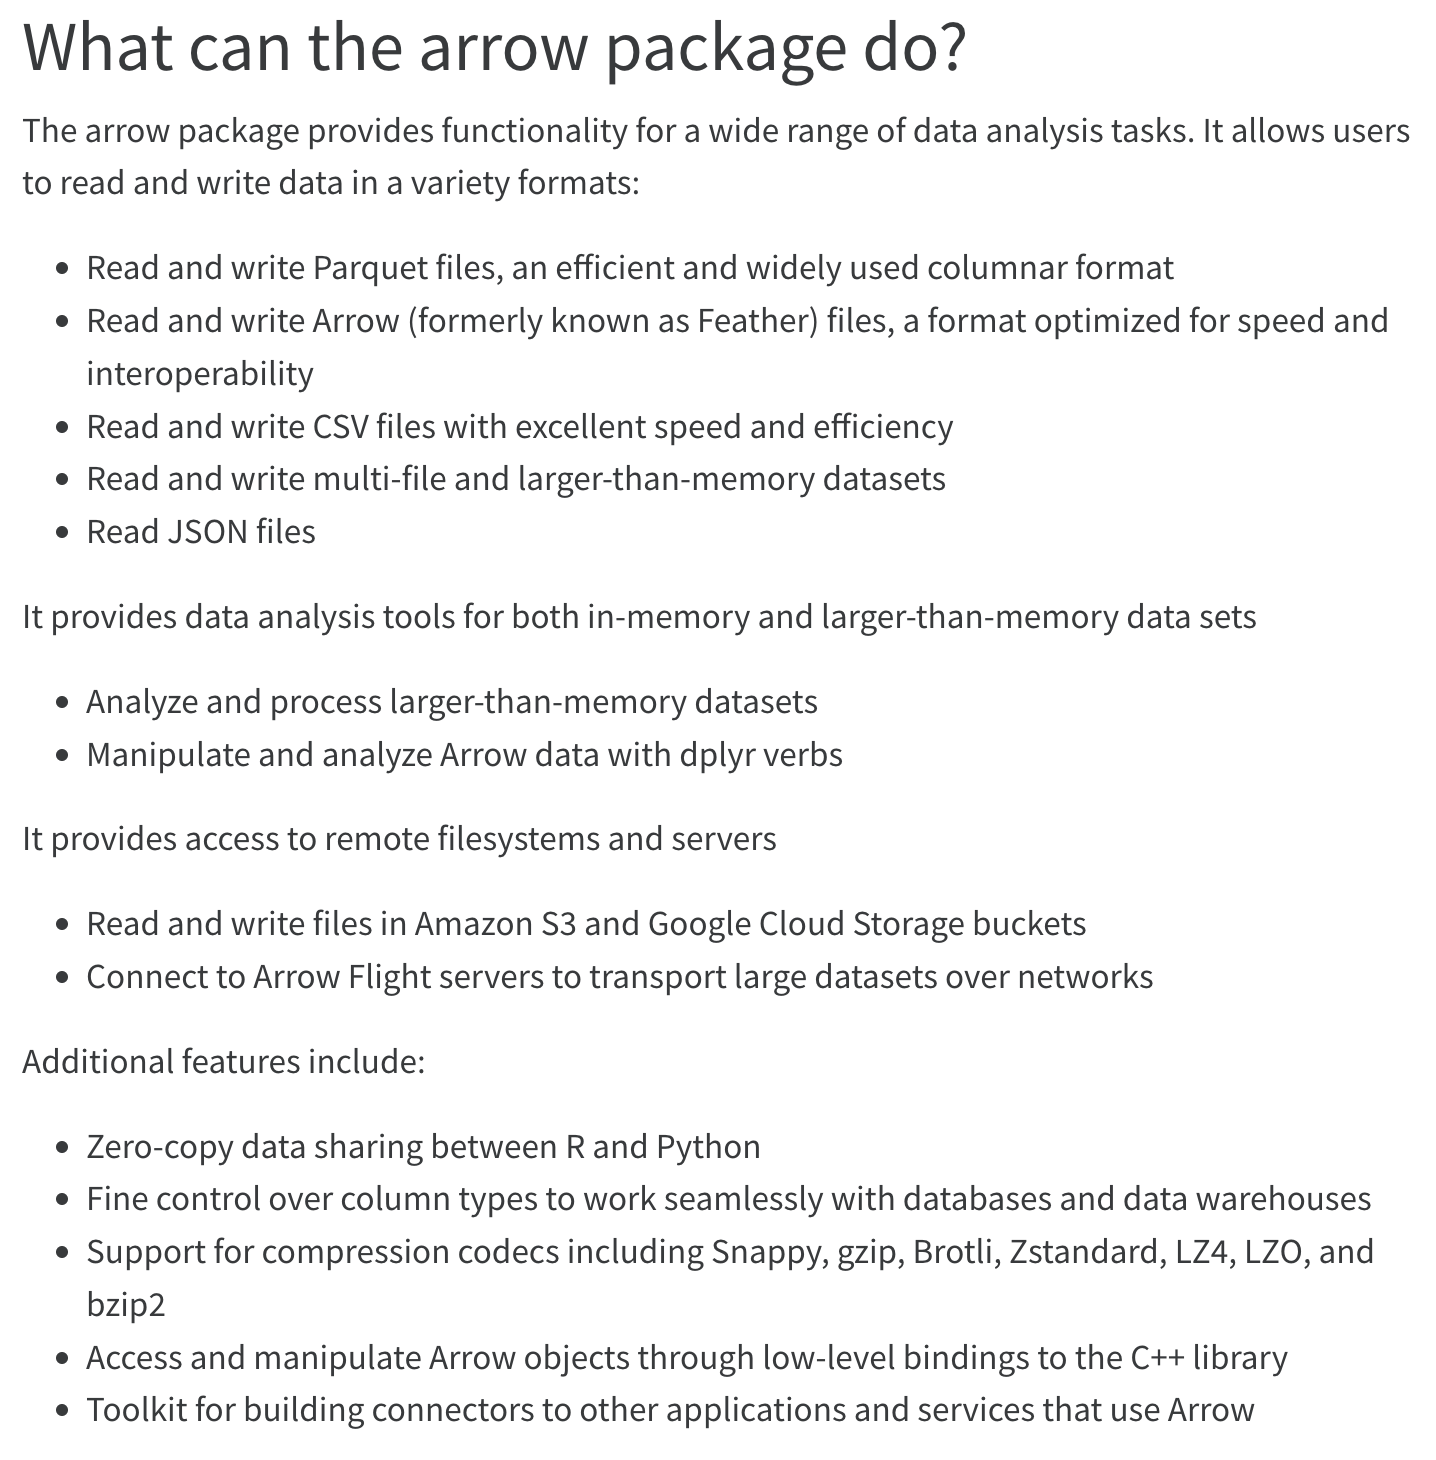 What can the arrow package do?
The arrow package provides functionality for a wide range of data analysis tasks. It allows users
to read and write data in a variety formats:
• Read and write Parquet files, an efficient and widely used columnar format
• Read and write Arrow (formerly known as Feather) files, a format optimized for speed and
interoperability
• Read and write CSV files with excellent speed and efficiency
• Read and write multi-file and larger-than-memory datasets
• Read JSON files
It provides data analysis tools for both in-memory and larger-than-memory data sets
• Analyze and process larger-than-memory datasets
• Manipulate and analyze Arrow data with dplyr verbs
It provides access to remote filesystems and servers
• Read and write files in Amazon S3 and Google Cloud Storage buckets
• Connect to Arrow Flight servers to transport large datasets over networks
Additional features include:
• Zero-copy data sharing between R and Python
• Fine control over column types to work seamlessly with databases and data warehouses
• Support for compression codecs including Snappy, gzip, Brotli, Zstandard, LZ4, LZO, and
bzip2
• Access and manipulate Arrow objects through low-level bindings to the C++ library
• Toolkit for building connectors to other applications and services that use Arrow